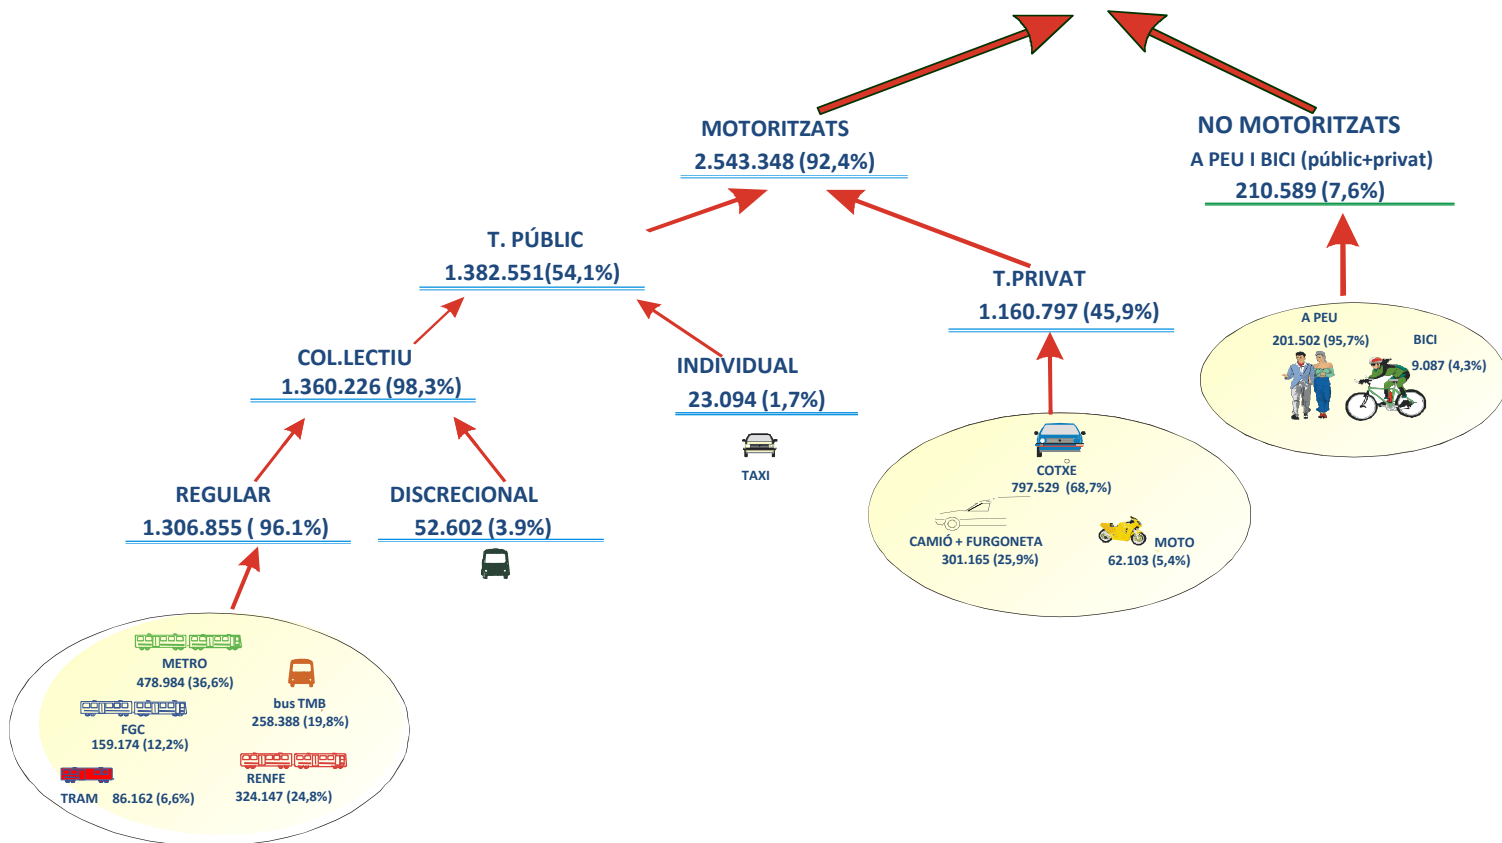 MOTORITZATS
2.543.348 (92,4%)
NO MOTORITZATS
A PEU I BICI (públic+privat)
210.589 (7,6%)
T. PÚBLIC
1.382.551(54,1%)
T.PRIVAT
1.160.797 (45,9%)
A PEU
201.502 (95,7%)
BICI
9.087 (4,3%)
COL.LECTIU
1.360.226 (98,3%)
INDIVIDUAL
23.094 (1,7%)
TAXI
COTXE
797.529 (68,7%)
CAMIÓ + FURGONETA
301.165 (25,9%)
MOTO
62.103 (5,4%)
REGULAR
1.306.855 ( 96.1%)
DISCRECIONAL
52.602 (3.9%)
METRO
478.984 (36,6%)
bus TMB
258.388 (19,8%)
FGC
159.174 (12,2%)
RENFE
324.147 (24,8%)
TRAM 86.162 (6,6%)